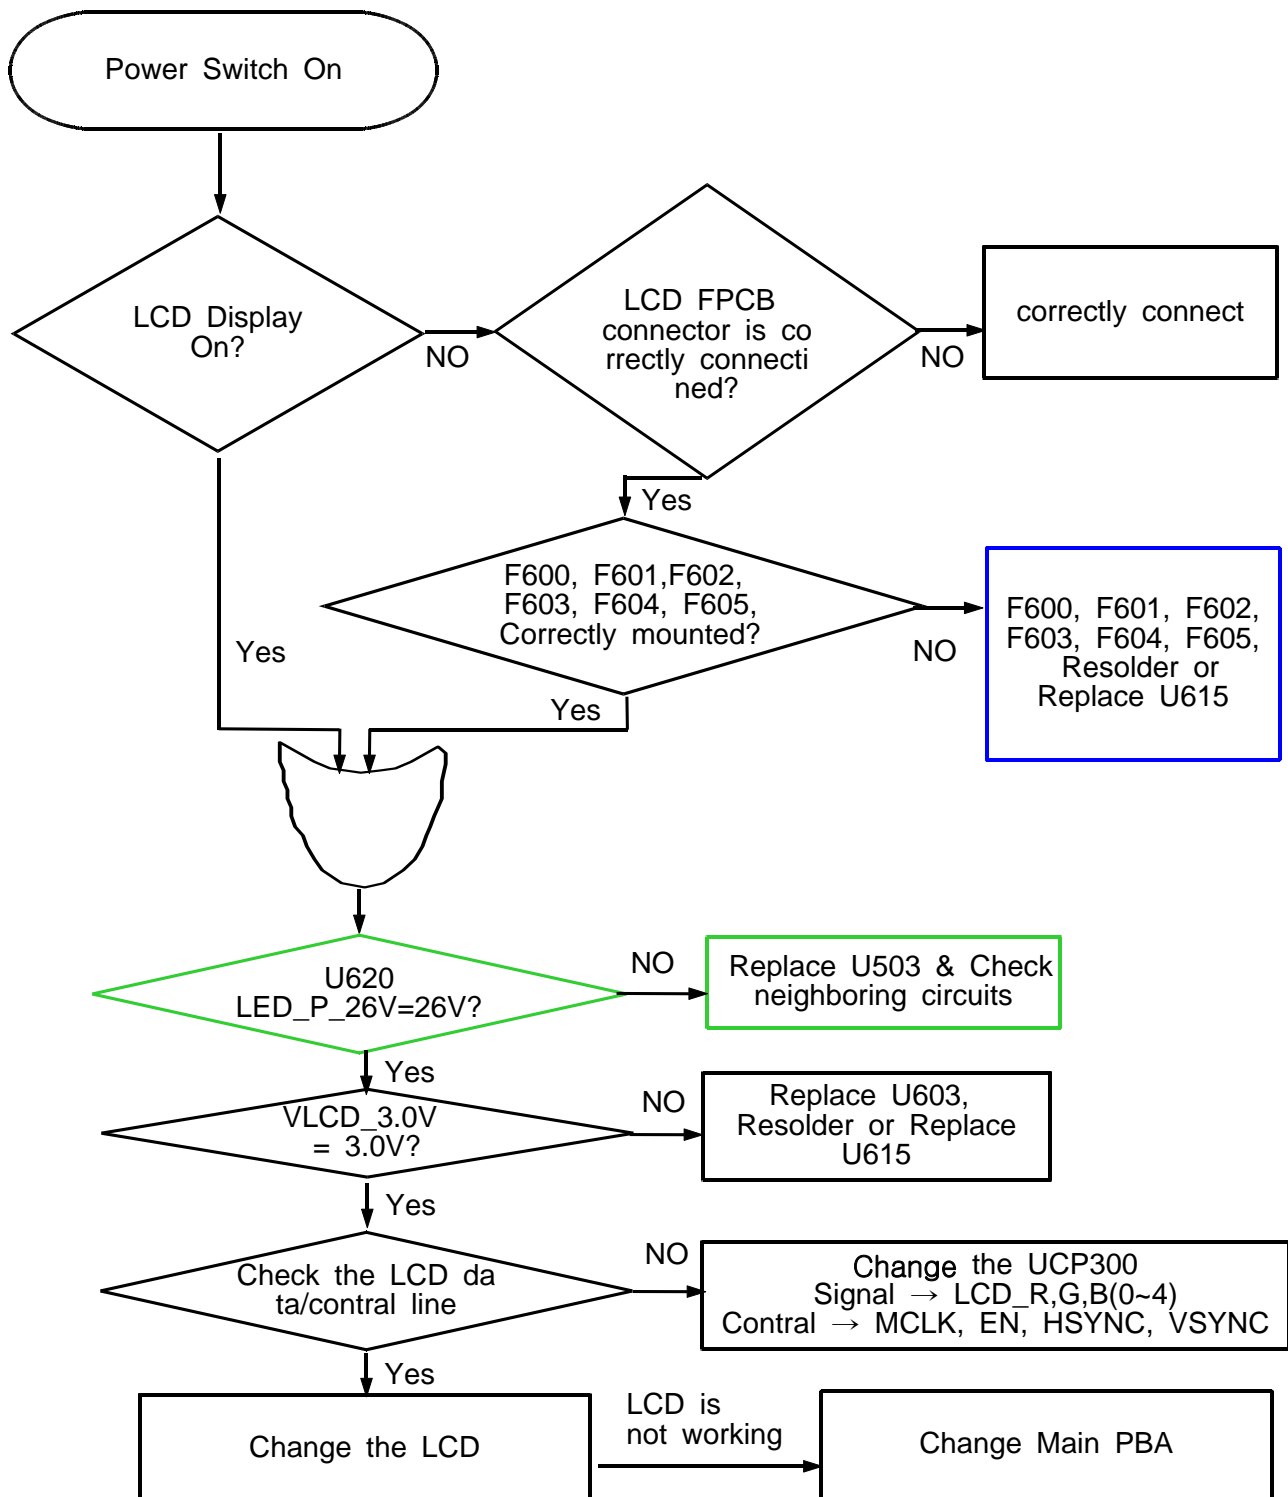 Power Switch On
LCD Display
On?
NO
LCD FPCB
connector is co
rrectly connecti
ned?
NO
correctly connect
Yes
F600, F601,F602,
F603, F604, F605,
Correctly mounted?
NO
F600, F601, F602,
F603, F604, F605,
Resolder or
Replace U615
Yes
Yes
U620
LED_P_26V=26V?
NO
Replace U503 & Check
neighboring circuits
Yes
VLCD_3.0V
= 3.0V?
NO
Replace U603,
Resolder or Replace
U615
Yes
Check the LCD da
ta/contral line
NO
Change the UCP300
Signal → LCD_R,G,B(0~4)
Contral → MCLK, EN, HSYNC, VSYNC
Yes
Change the LCD
LCD is
not working
Change Main PBA